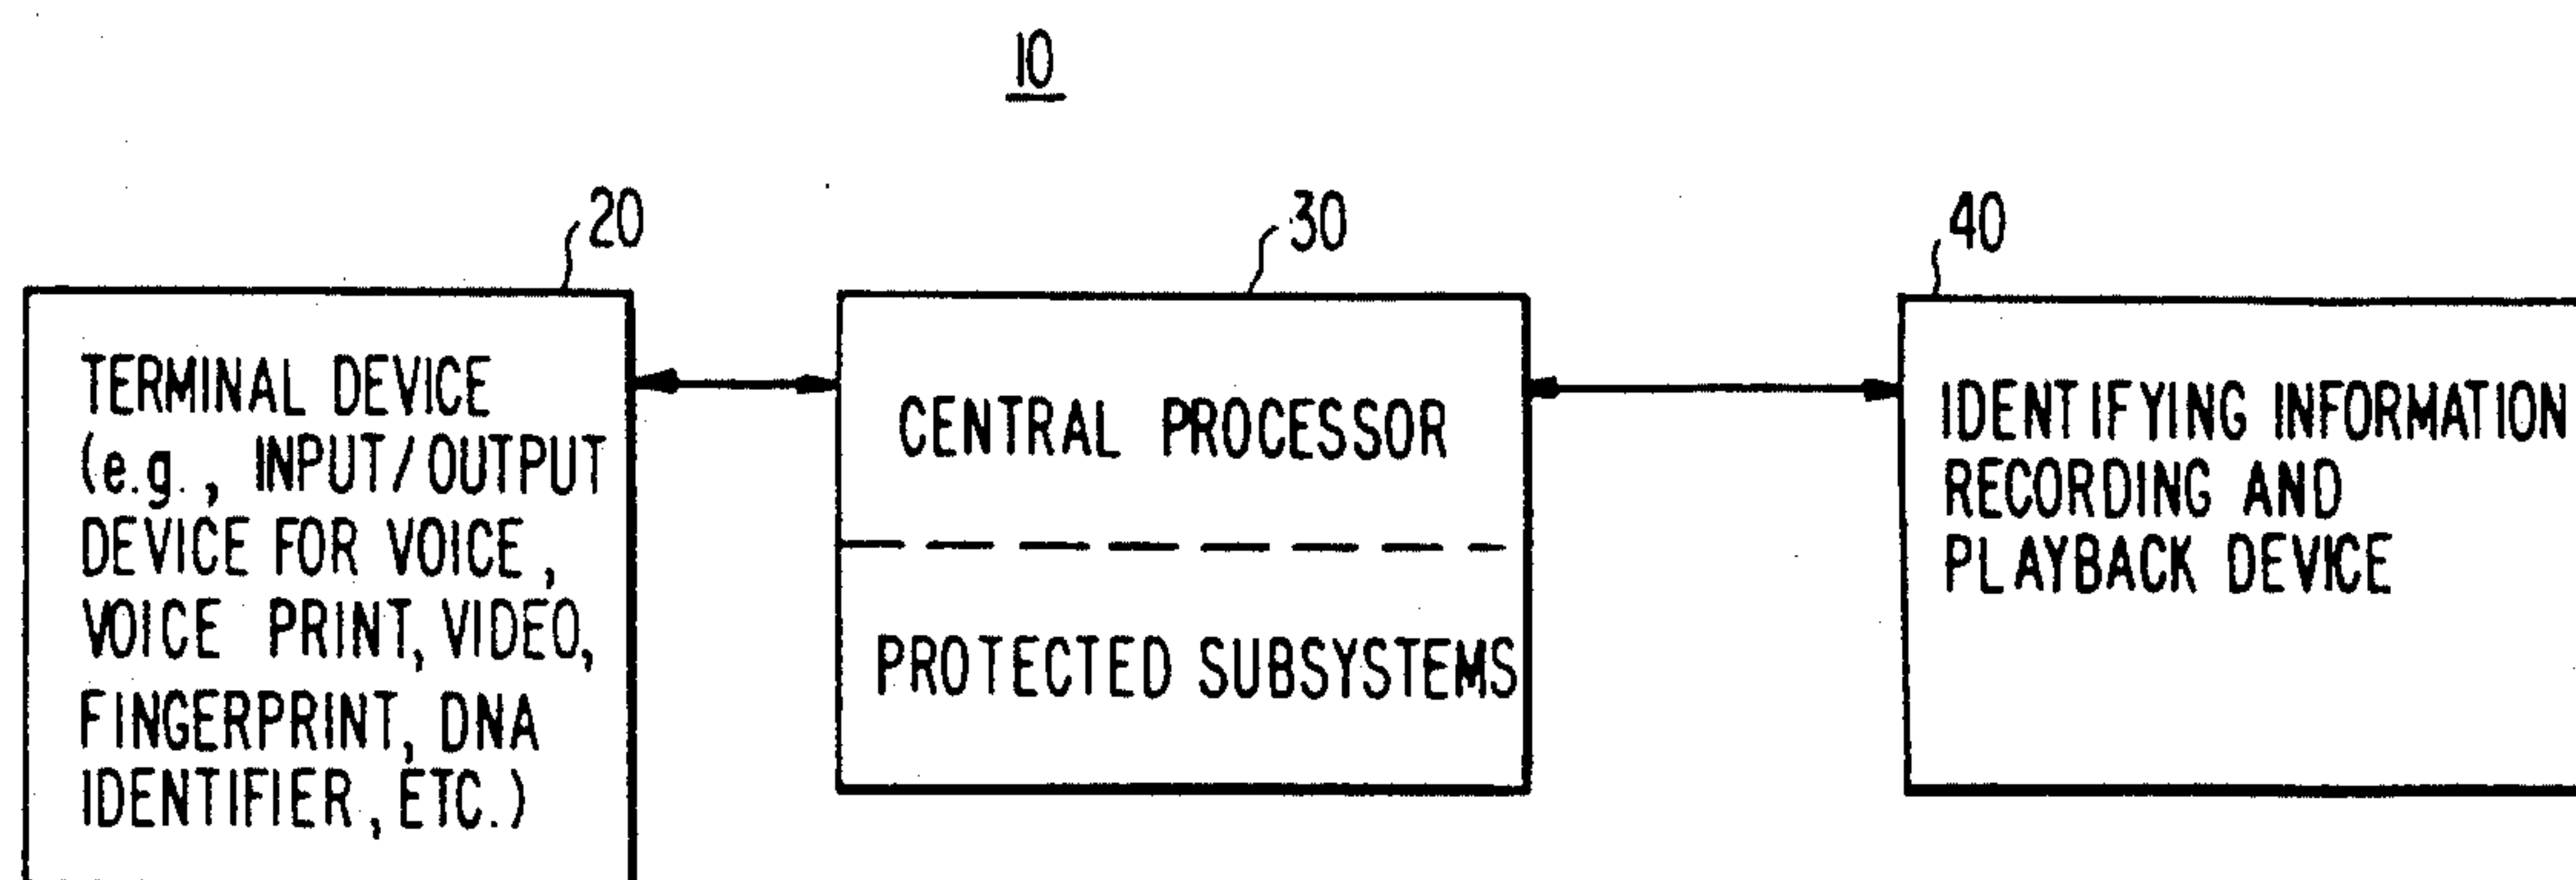 10
20
TERMINAL DEVICE
(e.g., INPUT/OUTPUT
DEVICE FOR VOICE,
VOICE PRINT, VIDEO,
FINGERPRINT, DNA
IDENTIFIER, ETC.)
30
CENTRAL PROCESSOR
PROTECTED SUBSYSTEMS
40
IDENTIFYING INFORMATION
RECORDING AND
PLAYBACK DEVICE